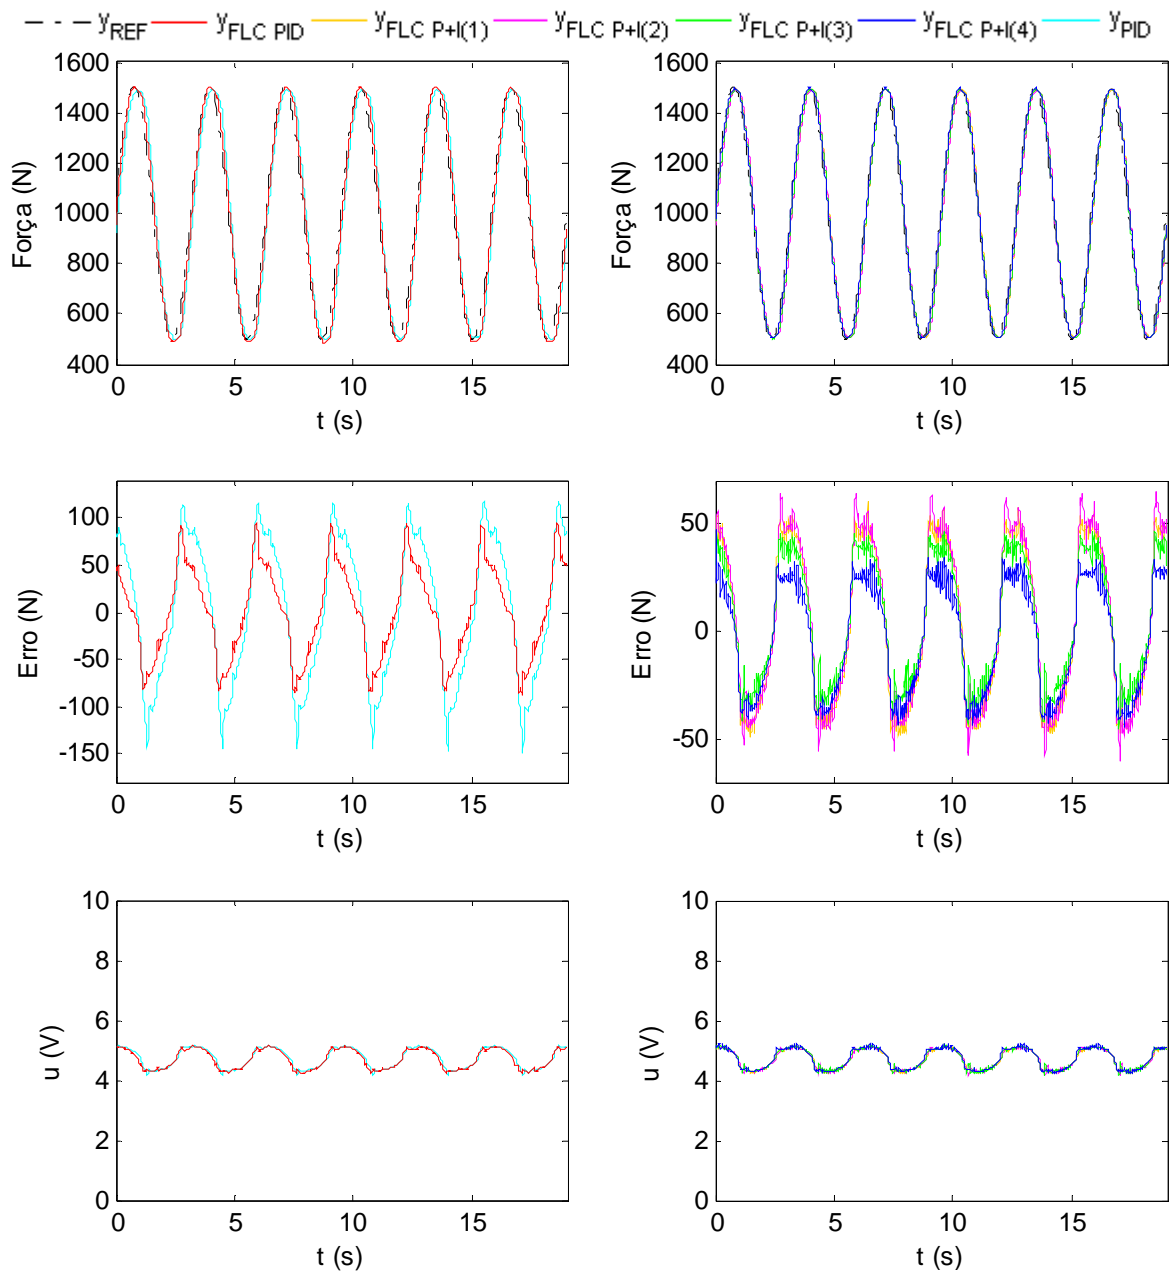 y_REF y_FLC PID y_FLC P+I(1) y_FLC P+I(2) y_FLC P+I(3) y_FLC P+I(4) y_PID
1600
1400
1200
1000
800
600
400
Força (N)
0 5 10 15
t (s)
1600
1400
1200
1000
800
600
400
Força (N)
0 5 10 15
t (s)
100
50
0
-50
-100
-150
Erro (N)
0 5 10 15
t (s)
50
0
-50
Erro (N)
0 5 10 15
t (s)
10
8
6
4
2
0
u (V)
0 5 10 15
t (s)
10
8
6
4
2
0
u (V)
0 5 10 15
t (s)